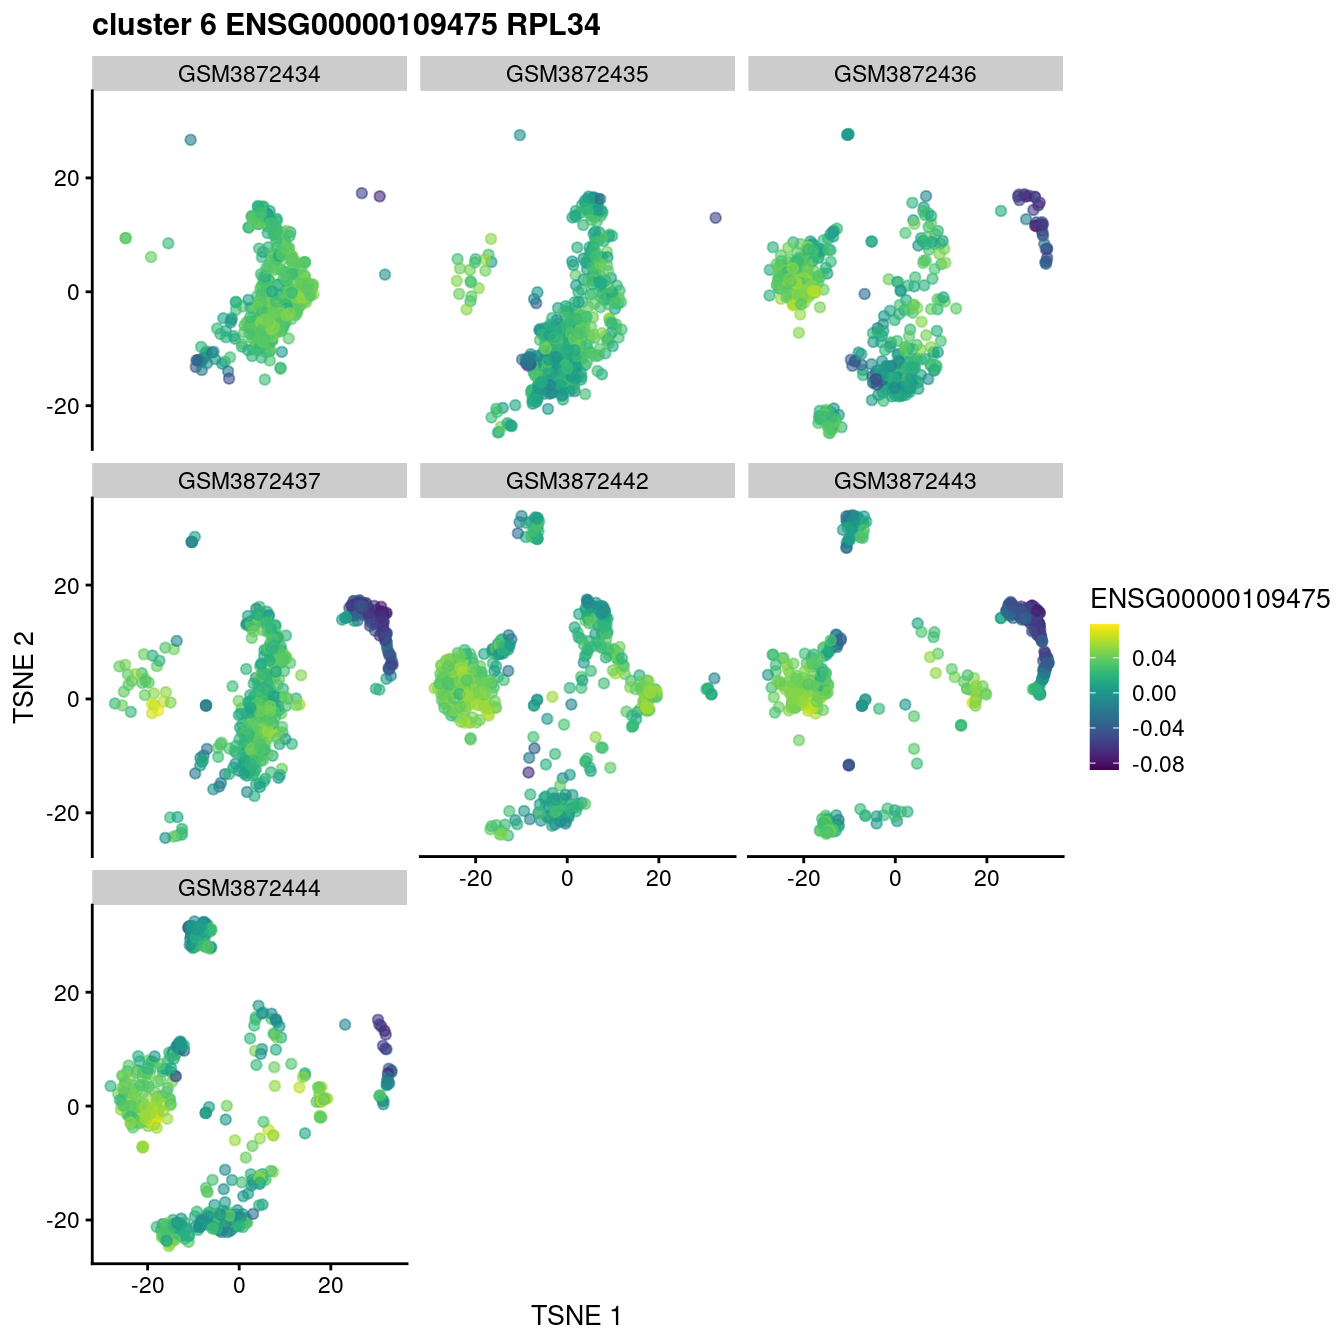 cluster 6 ENSG00000109475 RPL34
GSM3872434 GSM3872435 GSM3872436
20
0
-20
GSM3872437 GSM3872442 GSM3872443
20
0
-20
-20 0 20 -20 0 20
GSM3872444
20
0
-20
-20 0 20
TSNE 1
TSNE 2
ENSG00000109475
0.04
0.00
-0.04
-0.08